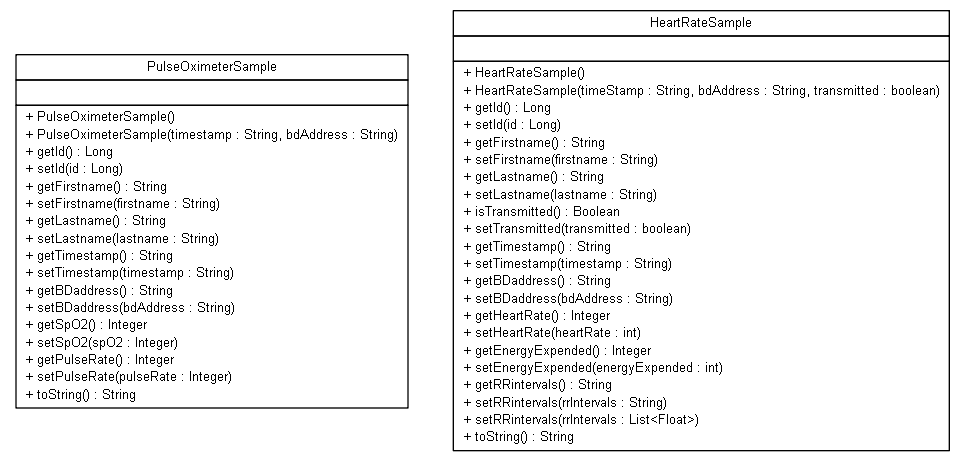 PulseOximeterSample
+ PulseOximeterSample()
+ PulseOximeterSample(timestamp : String, bdAddress : String)
+ getId() : Long
+ setId(id : Long)
+ getFirstname() : String
+ setFirstname(firstname : String)
+ getLastname() : String
+ setLastname(lastname : String)
+ getTimestamp() : String
+ setTimestamp(timestamp : String)
+ getBDaddress() : String
+ setBDaddress(bdAddress : String)
+ getSpO2() : Integer
+ setSpO2(spO2 : Integer)
+ getPulseRate() : Integer
+ setPulseRate(pulseRate : Integer)
+ toString() : String
HeartRateSample
+ HeartRateSample()
+ HeartRateSample(timeStamp : String, bdAddress : String, transmitted : boolean)
+ getId() : Long
+ setId(id : Long)
+ getFirstname() : String
+ setFirstname(firstname : String)
+ getLastname() : String
+ setLastname(lastname : String)
+ isTransmitted() : Boolean
+ setTransmitted(transmitted : boolean)
+ getTimestamp() : String
+ setTimestamp(timestamp : String)
+ getBDaddress() : String
+ setBDaddress(bdAddress : String)
+ getHeartRate() : Integer
+ setHeartRate(heartRate : int)
+ getEnergyExpended() : Integer
+ setEnergyExpended(energyExpended : int)
+ getRRintervals() : String
+ setRRintervals(rrIntervals : String)
+ setRRintervals(rrIntervals : List<Float>)
+ toString() : String